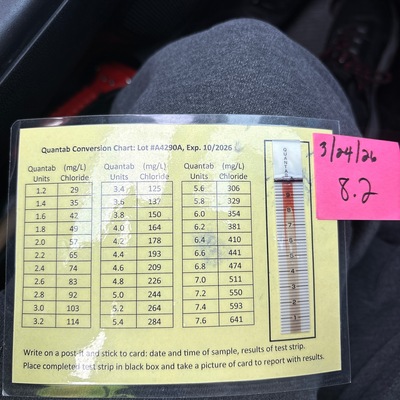 Quantab Conversion Chart: Lot #A4290A, Exp. 10/2026
Quantab (mg/L) Quantab (mg/L) Quantab (mg/L)
Units Chloride Units Chloride Units Chloride
1.2 29 3.4 125 5.6 306
1.4 35 3.6 137 5.8 329
1.6 42 3.8 150 6.0 354
1.8 49 4.0 164 6.2 381
2.0 57 4.2 178 6.4 410
2.2 65 4.4 193 6.6 441
2.4 74 4.6 209 6.8 474
2.6 83 4.8 226 7.0 511
2.8 92 5.0 244 7.2 550
3.0 103 5.2 264 7.4 593
3.2 114 5.4 284 7.6 641
Write on a post-it and stick to card: date and time of sample, results of test strip.
Place completed test strip in black box and take a picture of card to report with results.
QUANTAB
8
7
6
5
4
3
2
1
3/24/26
8.2